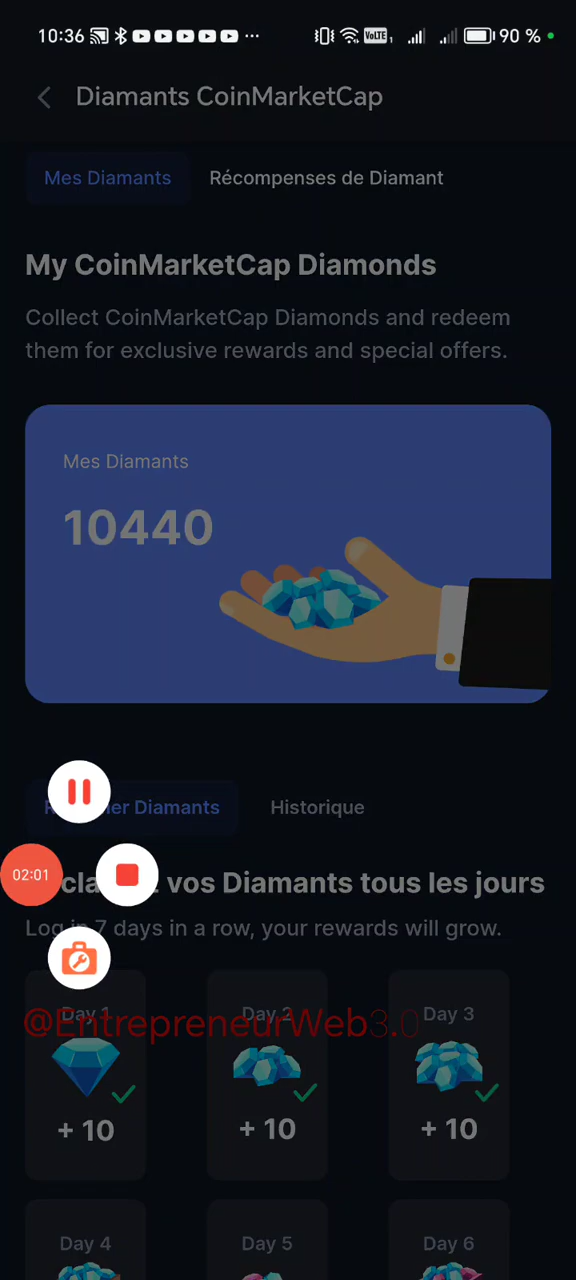 10:36 ... VoLTE 1 90 %
Diamants CoinMarketCap
Mes Diamants Récompenses de Diamant
My CoinMarketCap Diamonds
Collect CoinMarketCap Diamonds and redeem
them for exclusive rewards and special offers.
Mes Diamants
10440
Diamants Historique
02:01
vos Diamants tous les jours
Log in 7 days in a row, your rewards will grow.
Day 1 Day 2 Day 3
@EntrepreneurWeb3.0
+ 10 + 10 + 10
Day 4 Day 5 Day 6